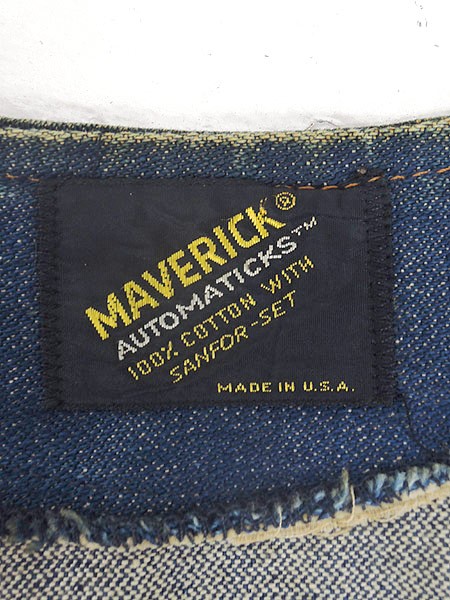 MAVERICK®
AUTOMATICKS™
100% COTTON WITH
SANFOR-SET
MADE IN U.S.A.